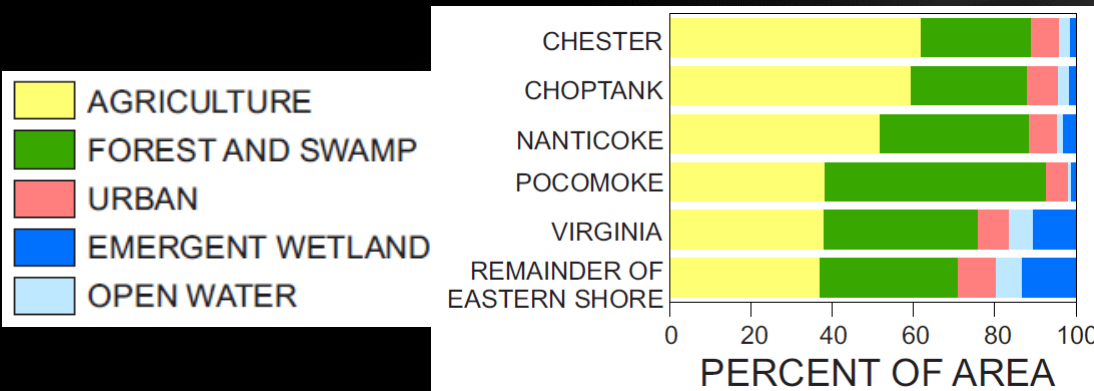 AGRICULTURE
FOREST AND SWAMP
URBAN
EMERGENT WETLAND
OPEN WATER
CHESTER
CHOPTANK
NANTICOKE
POCOMOKE
VIRGINIA
REMAINDER OF
EASTERN SHORE
0 20 40 60 80 100
PERCENT OF AREA